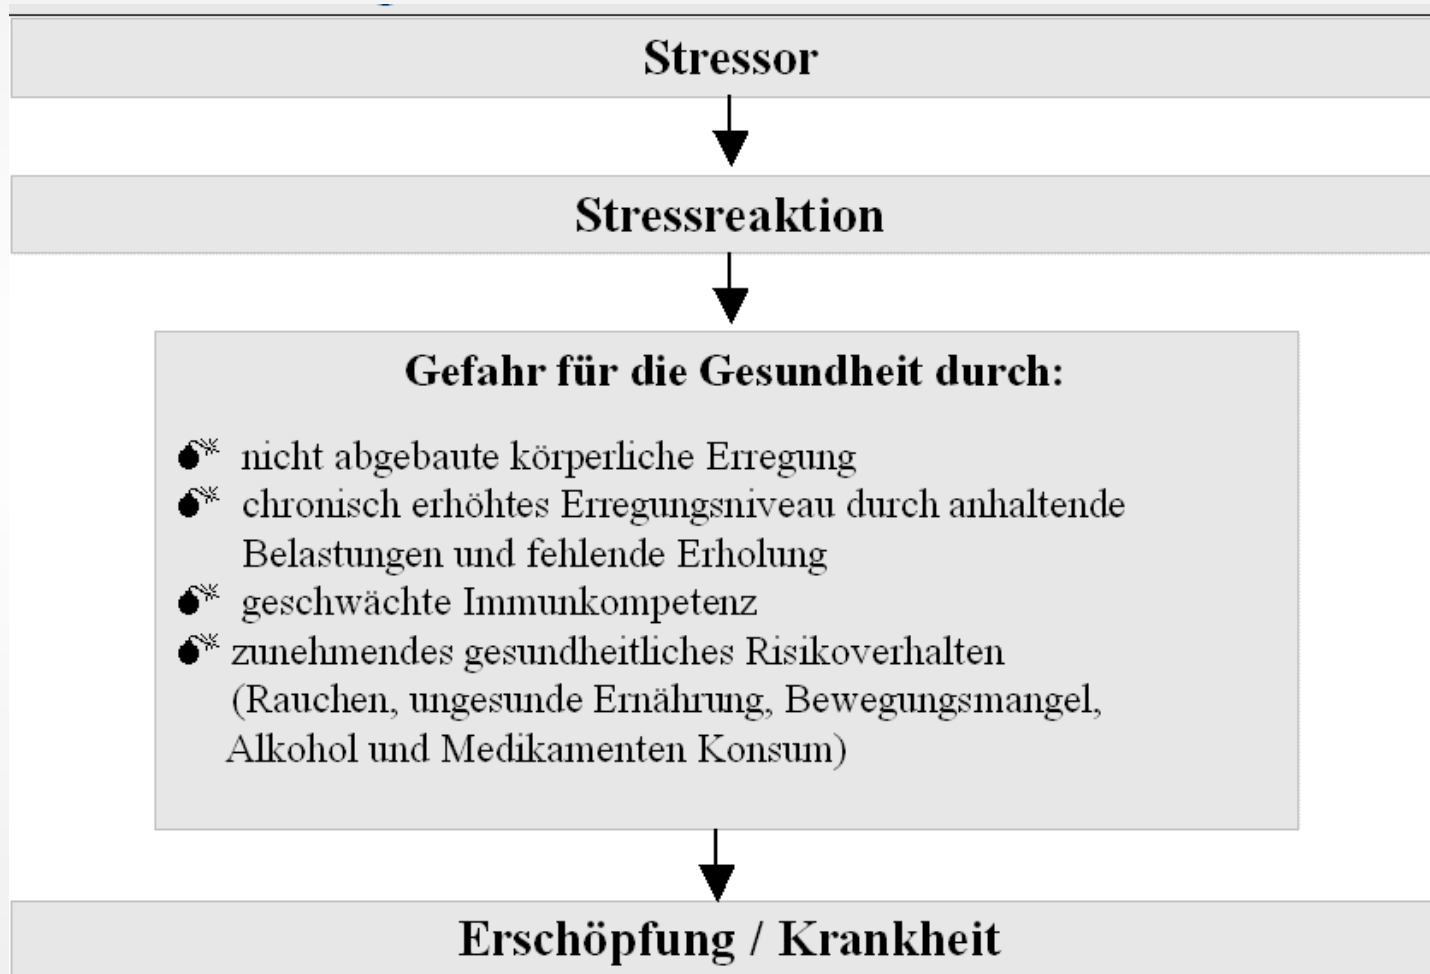 Stressor
Stressreaktion
Gefahr für die Gesundheit durch:
nicht abgebaute körperliche Erregung
chronisch erhöhtes Erregungsniveau durch anhaltende
Belastungen und fehlende Erholung
geschwächte Immunkompetenz
zunehmendes gesundheitliches Risikoverhalten
(Rauchen, ungesunde Ernährung, Bewegungsmangel,
Alkohol und Medikamenten Konsum)
Erschöpfung / Krankheit